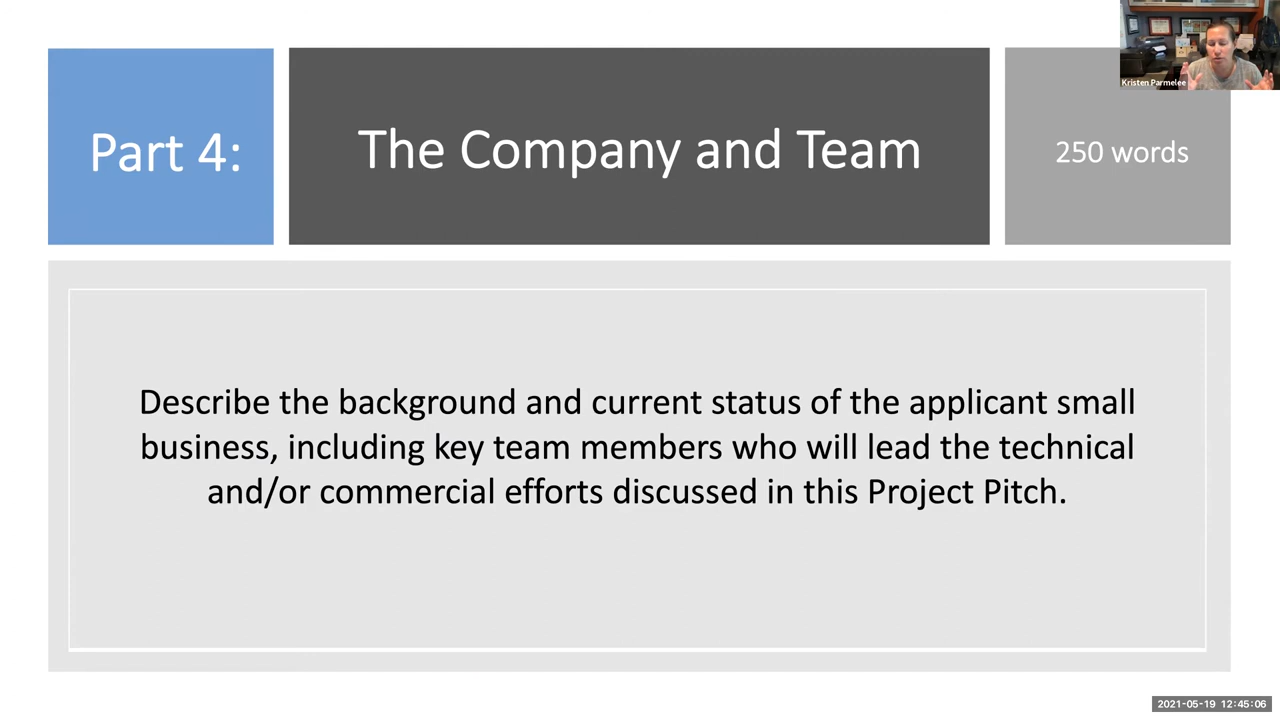 Part 4:
The Company and Team
250 words
Kristen Parmelee
Describe the background and current status of the applicant small
business, including key team members who will lead the technical
and/or commercial efforts discussed in this Project Pitch.
2021-05-19 12:45:06